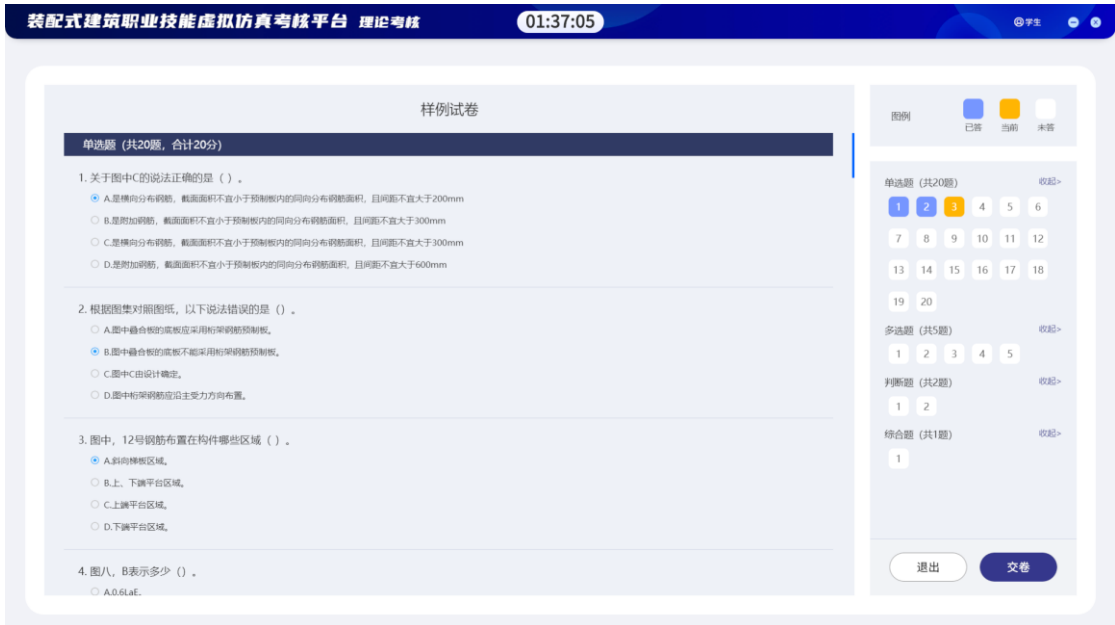 装配式建筑职业技能虚拟仿真考核平台 理论考核
01:37:05
学生
样例试卷
单选题（共20题，合计20分）
1. 关于图中C的说法正确的是（ ）。
A.是横向分布钢筋，截面面积不宜小于预制板内的同向分布钢筋面积，且间距不宜大于200mm
B.是附加钢筋，截面面积不宜小于预制板内的同向分布钢筋面积，且间距不宜大于300mm
C.是横向分布钢筋，截面面积不宜小于预制板内的同向分布钢筋面积，且间距不宜大于300mm
D.是附加钢筋，截面面积不宜小于预制板内的同向分布钢筋面积，且间距不宜大于600mm
2. 根据图集对照图纸，以下说法错误的是（）。
A.图中叠合板的底板应采用桁架钢筋预制板。
B.图中叠合板的底板不能采用桁架钢筋预制板。
C.图中C由设计确定。
D.图中桁架钢筋应沿主受力方向布置。
3. 图中，12号钢筋布置在构件哪些区域（ ）。
A.斜向梯板区域。
B.上、下端平台区域。
C.上端平台区域。
D.下端平台区域。
4. 图八，B表示多少（）。
A.0.6LaE。
图例
已答 当前 未答
单选题（共20题） 收起>
1 2 3 4 5 6
7 8 9 10 11 12
13 14 15 16 17 18
19 20
多选题（共5题） 收起>
1 2 3 4 5
判断题（共2题） 收起>
1 2
综合题（共1题） 收起>
1
退出 交卷